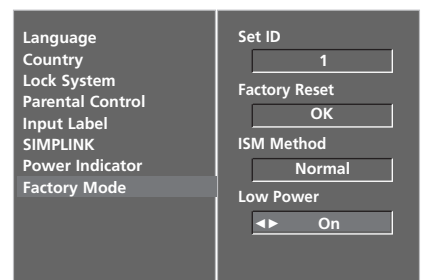 Language
Country
Lock System
Parental Control
Input Label
SIMPLINK
Power Indicator
Factory Mode
Set ID
1
Factory Reset
OK
ISM Method
Normal
Low Power
◄► On